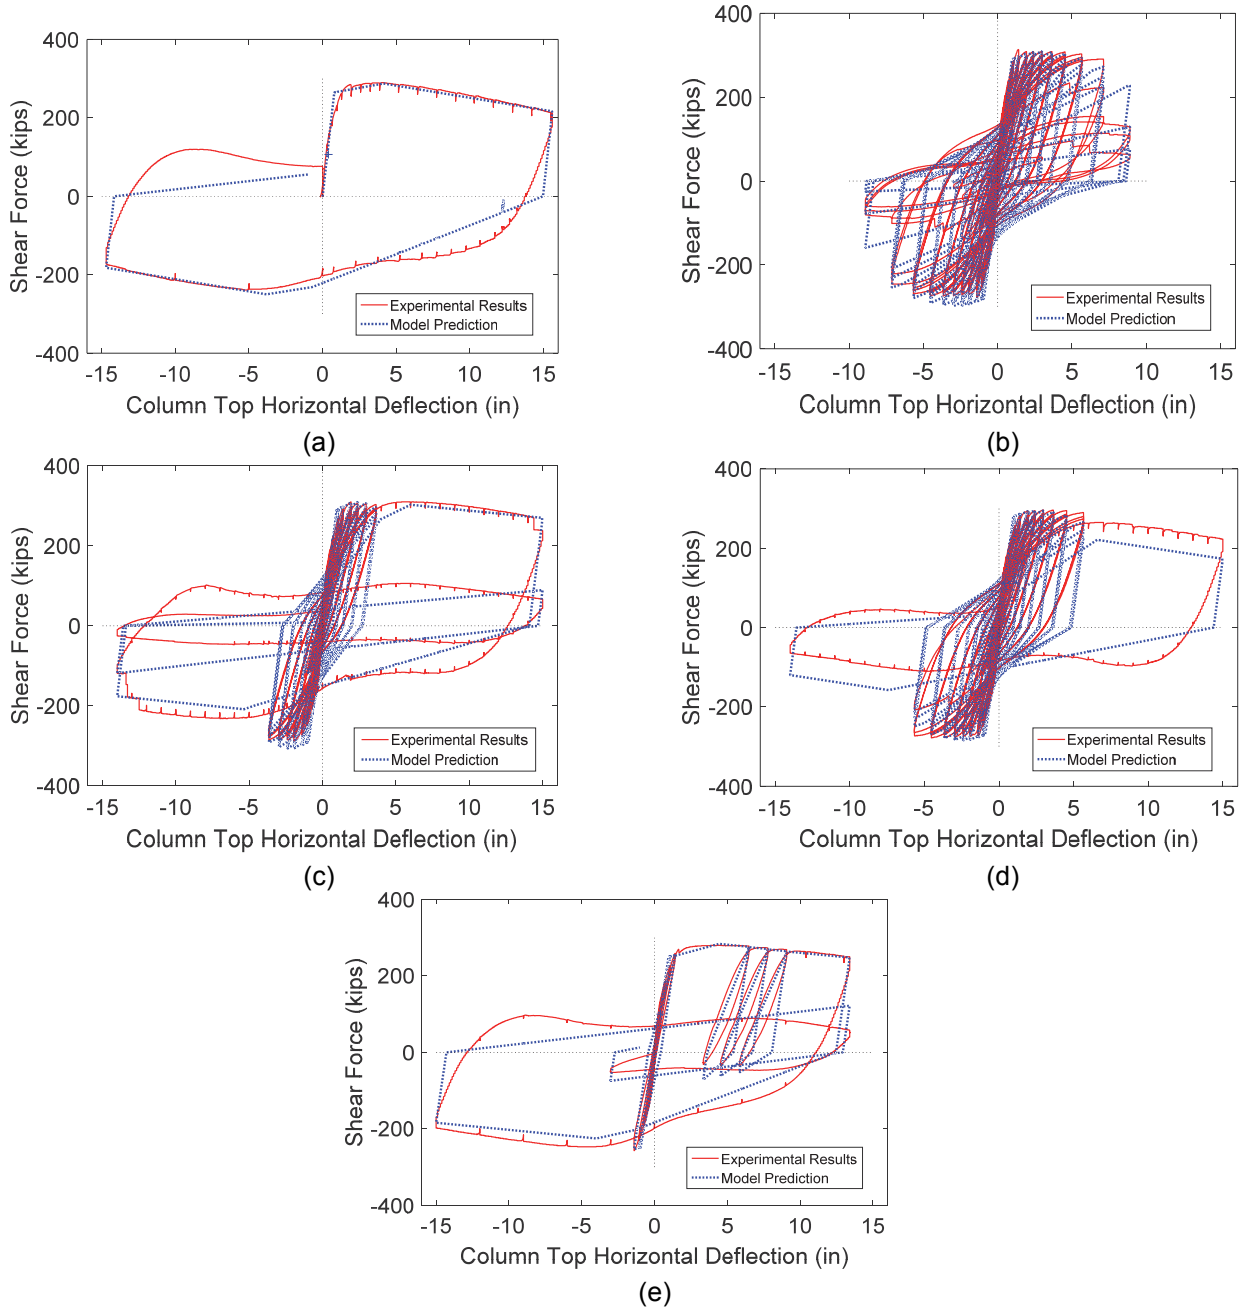 400
200
0
-200
-400
Shear Force (kips)
-15 -10 -5 0 5 10 15
Column Top Horizontal Deflection (in)
Experimental Results
Model Prediction
(a)
400
200
0
-200
-400
Shear Force (kips)
-15 -10 -5 0 5 10 15
Column Top Horizontal Deflection (in)
Experimental Results
Model Prediction
(b)
400
200
0
-200
-400
Shear Force (kips)
-15 -10 -5 0 5 10 15
Column Top Horizontal Deflection (in)
Experimental Results
Model Prediction
(c)
400
200
0
-200
-400
Shear Force (kips)
-15 -10 -5 0 5 10 15
Column Top Horizontal Deflection (in)
Experimental Results
Model Prediction
(d)
400
200
0
-200
-400
Shear Force (kips)
-15 -10 -5 0 5 10 15
Column Top Horizontal Deflection (in)
Experimental Results
Model Prediction
(e)